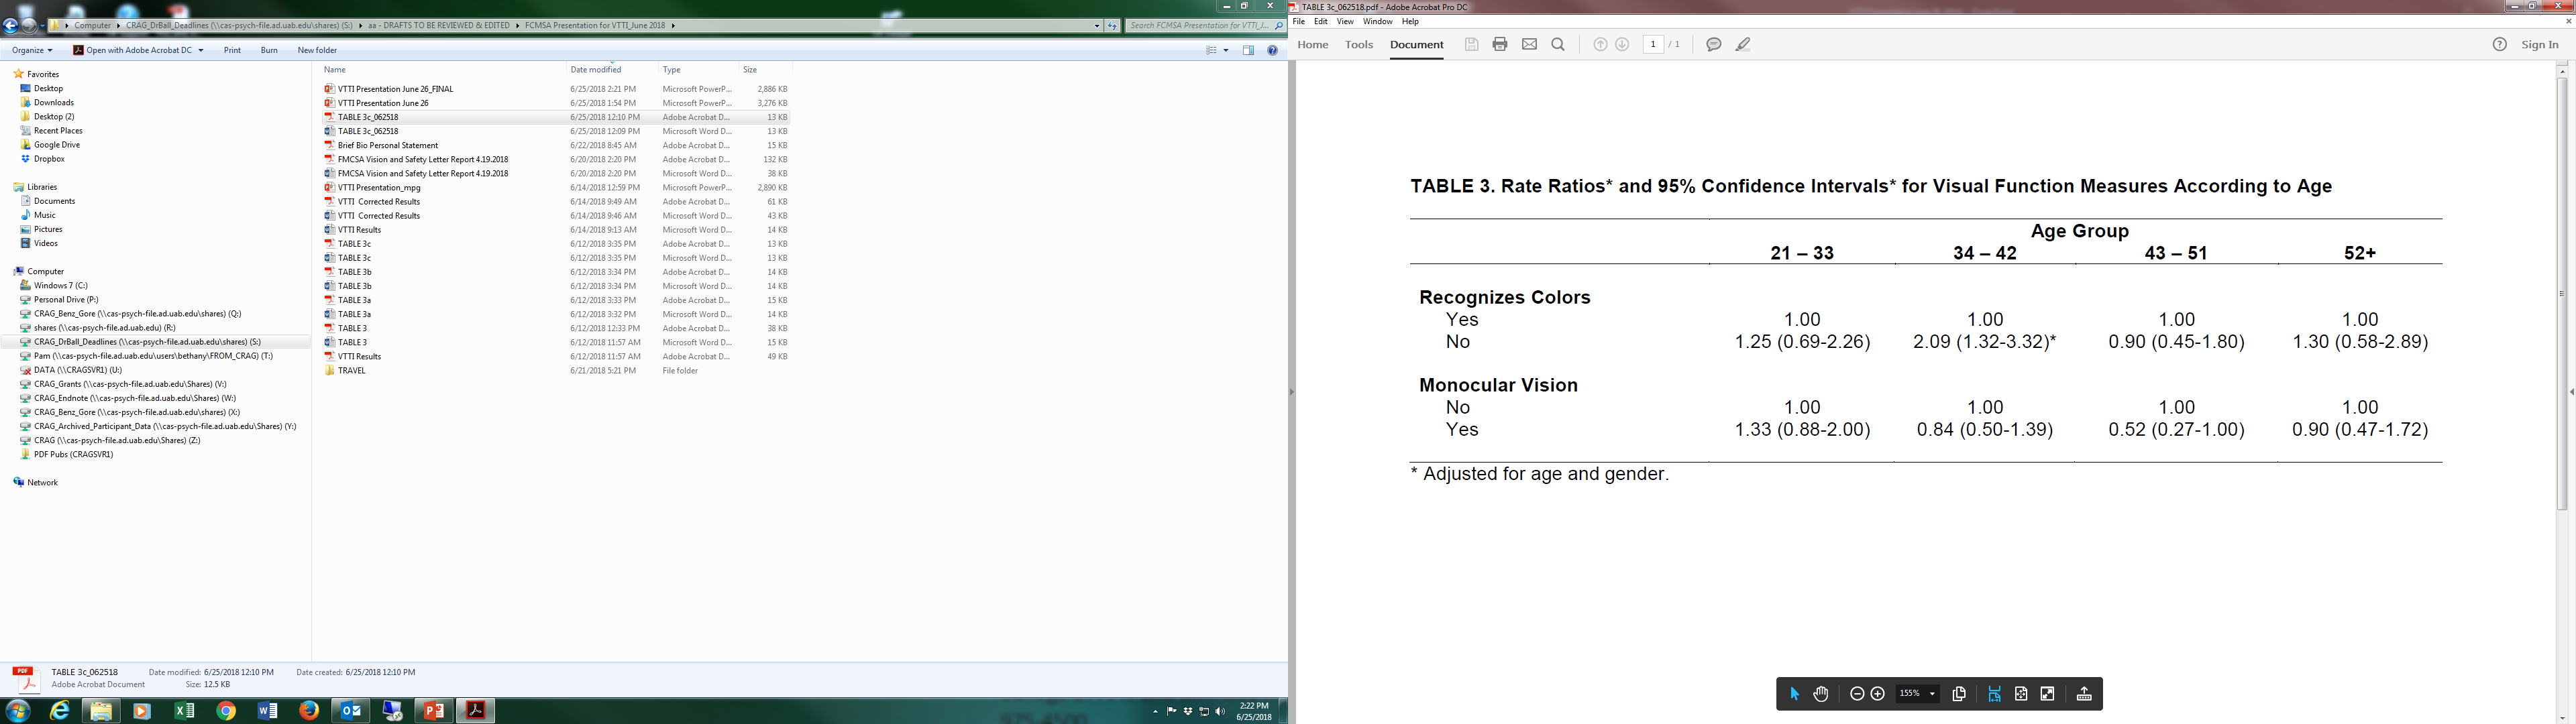 Computer ▸ CRAG_DrBall_Deadlines (\\cas-psych-file.ad.uab.edu\shares) (S:) ▸ aa - DRAFTS TO BE REVIEWED & EDITED ▸ FCMSA Presentation for VTTI_June 2018 ▸
Search FCMSA Presentation for VTTI_J...
Organize Open with Adobe Acrobat DC Print Burn New folder
Favorites
Desktop
Downloads
Desktop (2)
Recent Places
Google Drive
Dropbox
Libraries
Documents
Music
Pictures
Videos
Computer
Windows 7 (C:)
Personal Drive (P:)
CRAG_Benz_Gore (\\cas-psych-file.ad.uab.edu\shares) (Q:)
shares (\\cas-psych-file.ad.uab.edu) (R:)
CRAG_DrBall_Deadlines (\\cas-psych-file.ad.uab.edu\shares) (S:)
Pam (\\cas-psych-file.ad.uab.edu\users\bethany\FROM_CRAG) (T:)
DATA (\\CRAGSVR1) (U:)
CRAG_Grants (\\cas-psych-file.ad.uab.edu\Shares) (V:)
CRAG_Endnote (\\cas-psych-file.ad.uab.edu\Shares) (W:)
CRAG_Benz_Gore (\\cas-psych-file.ad.uab.edu\shares) (X:)
CRAG_Archived_Participant_Data (\\cas-psych-file.ad.uab.edu\Shares) (Y:)
CRAG (\\cas-psych-file.ad.uab.edu\Shares) (Z:)
PDF Pubs (CRAGSVR1)
Network
Name Date modified Type Size
VTTI Presentation June 26_FINAL 6/25/2018 2:21 PM Microsoft PowerP... 2,886 KB
VTTI Presentation June 26 6/25/2018 1:54 PM Microsoft PowerP... 3,276 KB
TABLE 3c_062518 6/25/2018 12:10 PM Adobe Acrobat D... 13 KB
TABLE 3c_062518 6/25/2018 12:09 PM Microsoft Word D... 13 KB
Brief Bio Personal Statement 6/22/2018 8:45 AM Adobe Acrobat D... 15 KB
FMCSA Vision and Safety Letter Report 4.19.2018 6/20/2018 2:20 PM Adobe Acrobat D... 132 KB
FMCSA Vision and Safety Letter Report 4.19.2018 6/20/2018 2:20 PM Microsoft Word D... 38 KB
VTTI Presentation_mpg 6/14/2018 12:59 PM Microsoft PowerP... 2,890 KB
VTTI Corrected Results 6/14/2018 9:49 AM Adobe Acrobat D... 61 KB
VTTI Corrected Results 6/14/2018 9:46 AM Microsoft Word D... 43 KB
VTTI Results 6/14/2018 9:13 AM Microsoft Word D... 14 KB
TABLE 3c 6/12/2018 3:35 PM Adobe Acrobat D... 13 KB
TABLE 3c 6/12/2018 3:35 PM Microsoft Word D... 13 KB
TABLE 3b 6/12/2018 3:34 PM Adobe Acrobat D... 14 KB
TABLE 3b 6/12/2018 3:34 PM Microsoft Word D... 14 KB
TABLE 3a 6/12/2018 3:33 PM Adobe Acrobat D... 15 KB
TABLE 3a 6/12/2018 3:32 PM Microsoft Word D... 14 KB
TABLE 3 6/12/2018 12:33 PM Adobe Acrobat D... 38 KB
TABLE 3 6/12/2018 11:57 AM Microsoft Word D... 15 KB
VTTI Results 6/12/2018 11:57 AM Adobe Acrobat D... 49 KB
TRAVEL 6/21/2018 5:21 PM File folder
PDF
TABLE 3c_062518 Date modified: 6/25/2018 12:10 PM Date created: 6/25/2018 12:10 PM
Adobe Acrobat Document Size: 12.5 KB
2:22 PM
6/25/2018
TABLE 3c_062518.pdf - Adobe Acrobat Pro DC
File Edit View Window Help
Home Tools Document 1 / 1 Sign In
TABLE 3. Rate Ratios* and 95% Confidence Intervals* for Visual Function Measures According to Age
Age Group
21 – 33 34 – 42 43 – 51 52+
Recognizes Colors
Yes 1.00 1.00 1.00 1.00
No 1.25 (0.69-2.26) 2.09 (1.32-3.32)* 0.90 (0.45-1.80) 1.30 (0.58-2.89)
Monocular Vision
No 1.00 1.00 1.00 1.00
Yes 1.33 (0.88-2.00) 0.84 (0.50-1.39) 0.52 (0.27-1.00) 0.90 (0.47-1.72)
* Adjusted for age and gender.
155%